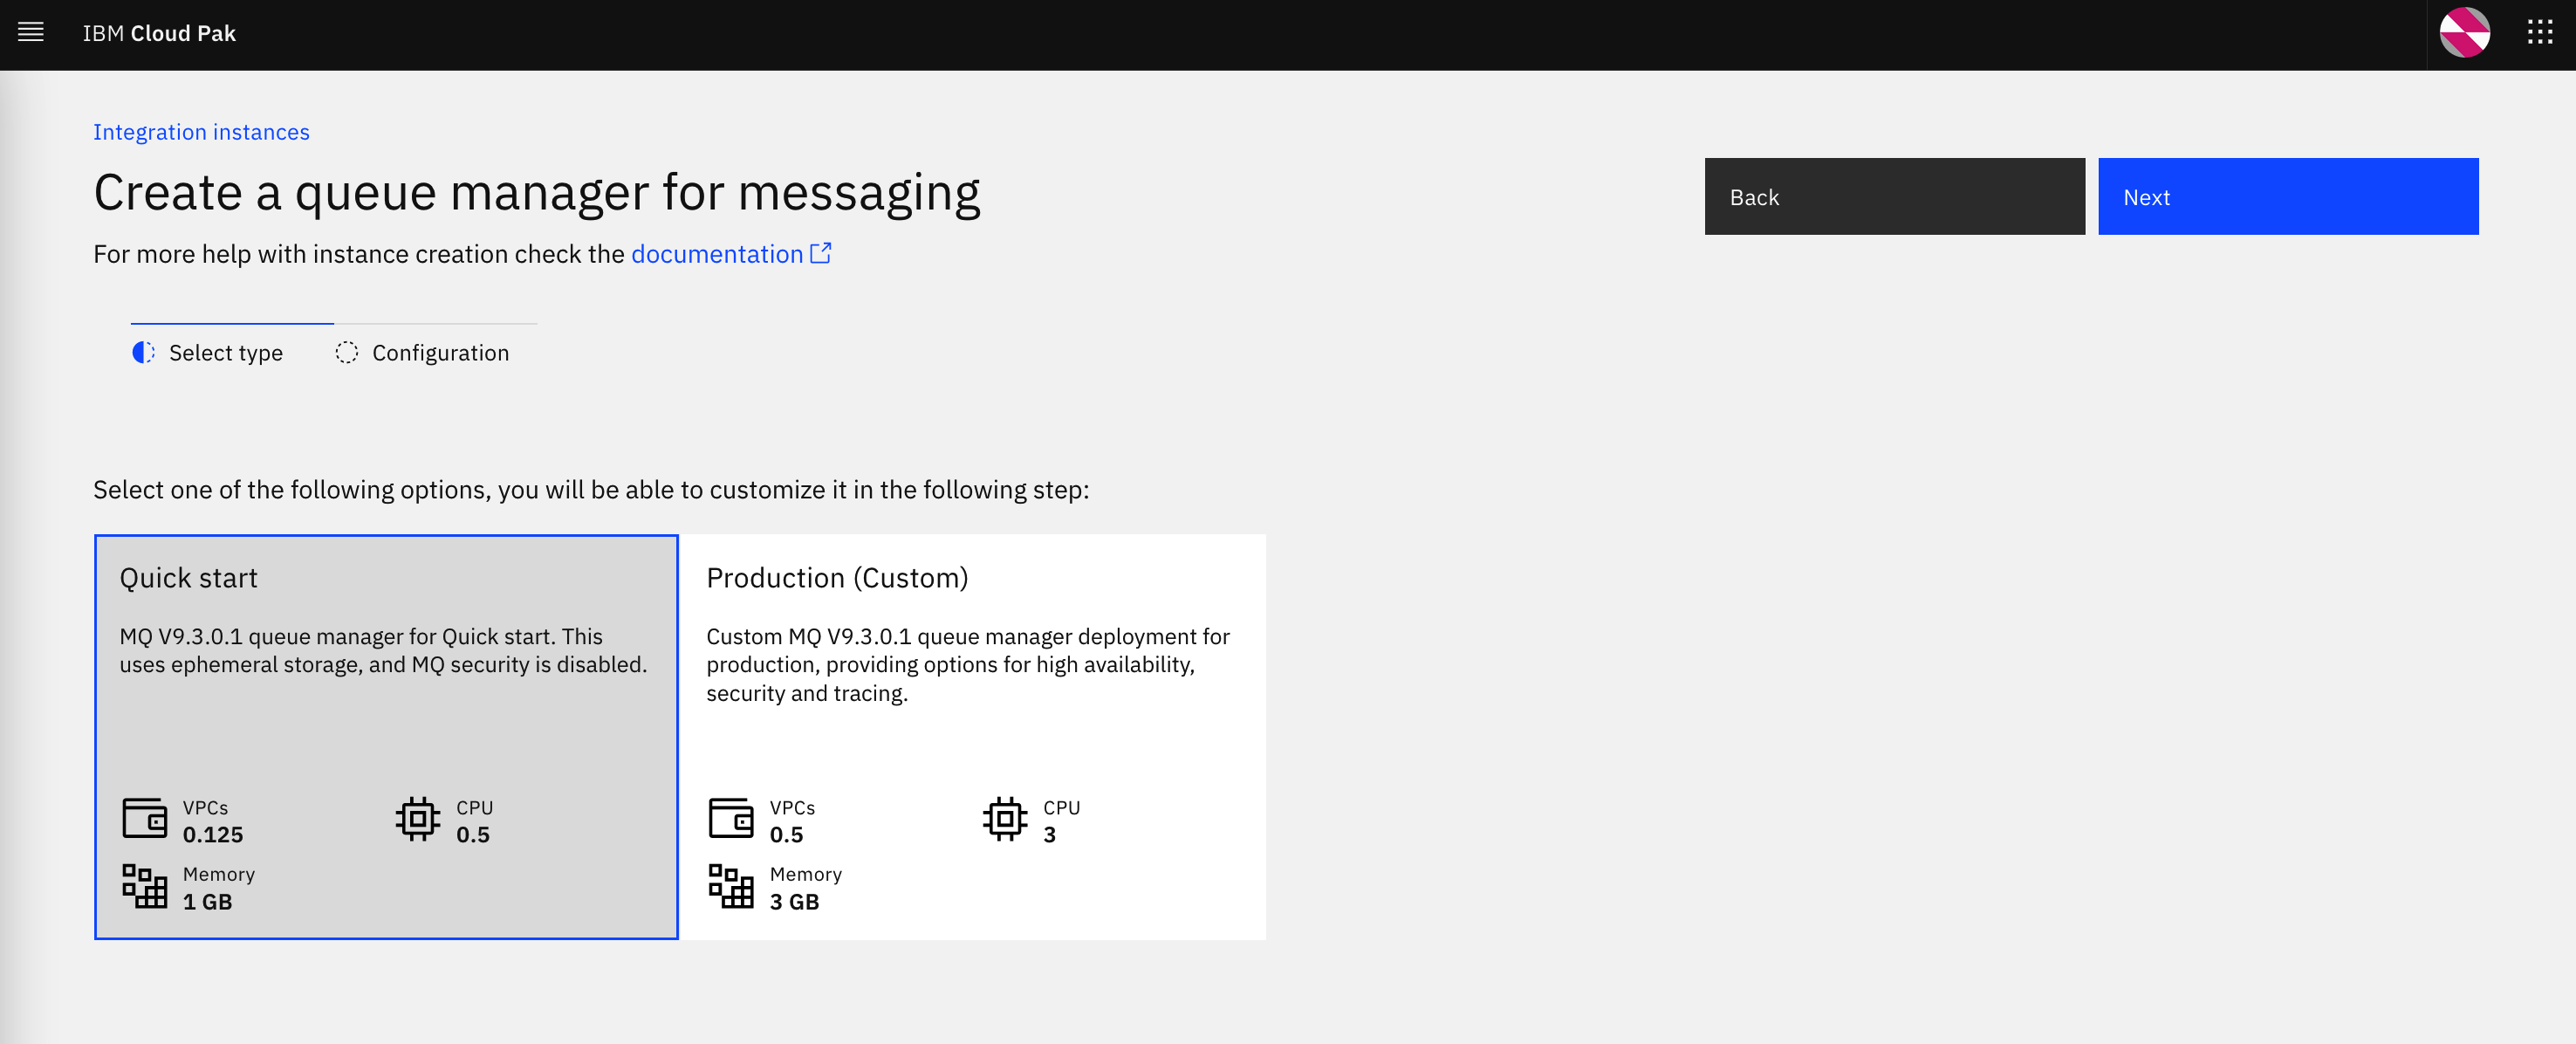 IBM Cloud Pak
Integration instances
Create a queue manager for messaging
Back
Next
For more help with instance creation check the documentation
Select type
Configuration
Select one of the following options, you will be able to customize it in the following step:
Quick start
MQ V9.3.0.1 queue manager for Quick start. This
uses ephemeral storage, and MQ security is disabled.
VPCs
0.125
CPU
0.5
Memory
1 GB
Production (Custom)
Custom MQ V9.3.0.1 queue manager deployment for
production, providing options for high availability,
security and tracing.
VPCs
0.5
CPU
3
Memory
3 GB